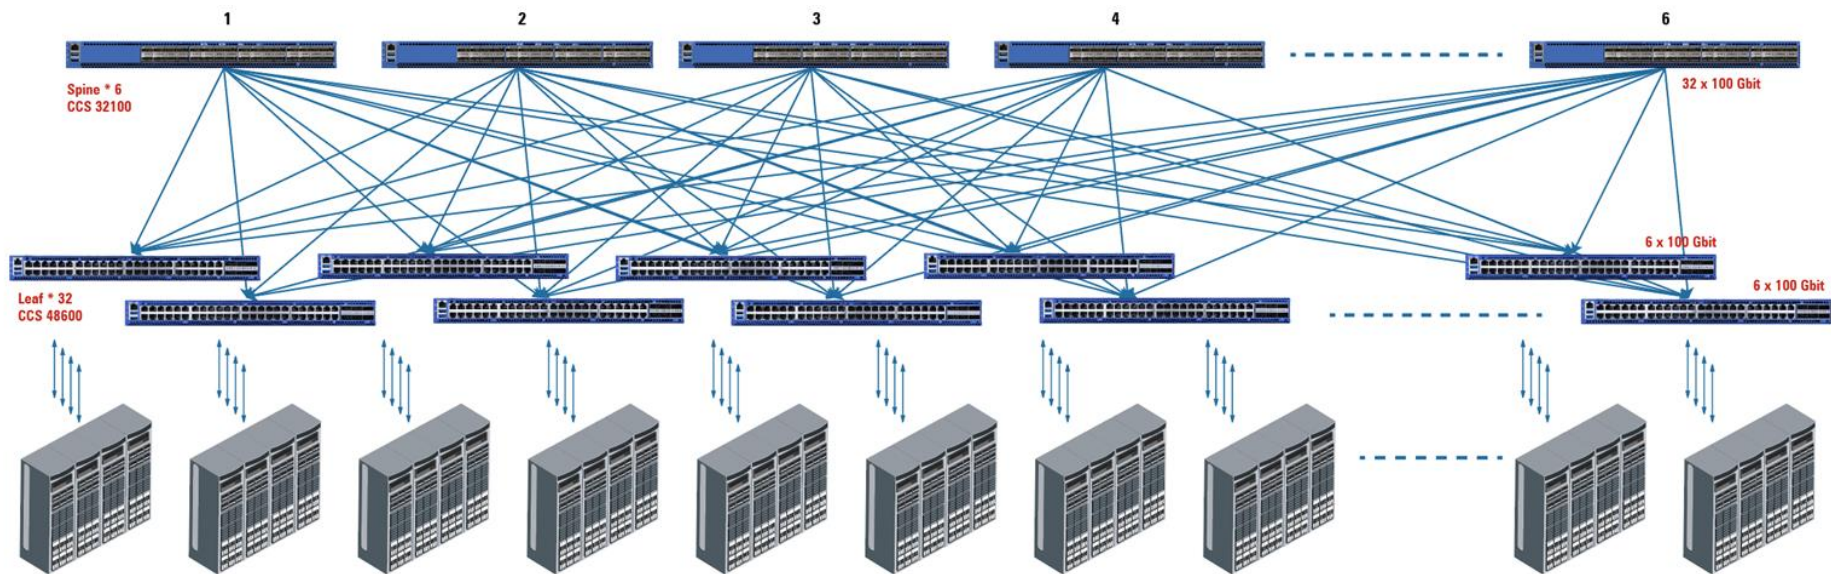 1 2 3 4 6
Spine * 6
CCS 32100
32 x 100 Gbit
6 x 100 Gbit
Leaf * 32
CCS 48600
6 x 100 Gbit